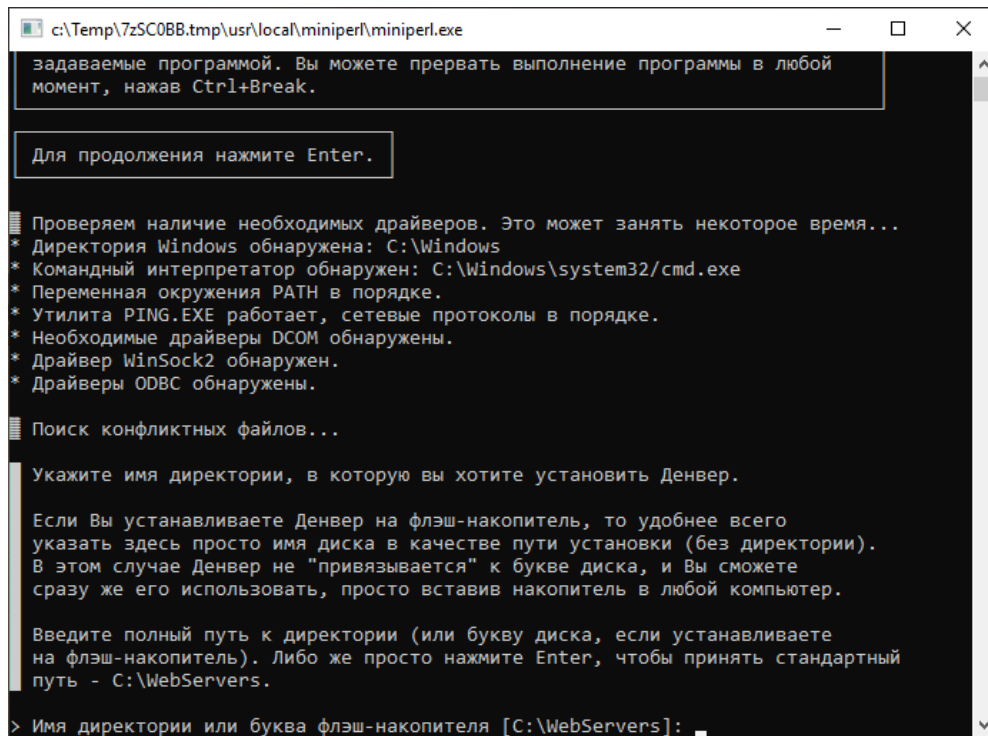 c:\Temp\7zSC0BB.tmp\usr\local\miniperl\miniperl.exe
задаваемые программой. Вы можете прервать выполнение программы в любой
момент, нажав Ctrl+Break.
Для продолжения нажмите Enter.
Проверяем наличие необходимых драйверов. Это может занять некоторое время...
* Директория Windows обнаружена: C:\Windows
* Командный интерпретатор обнаружен: C:\Windows\system32/cmd.exe
* Переменная окружения PATH в порядке.
* Утилита PING.EXE работает, сетевые протоколы в порядке.
* Необходимые драйверы DCOM обнаружены.
* Драйвер WinSock2 обнаружен.
* Драйверы ODBC обнаружены.
Поиск конфликтных файлов...
Укажите имя директории, в которую вы хотите установить Денвер.
Если Вы устанавливаете Денвер на флэш-накопитель, то удобнее всего
указать здесь просто имя диска в качестве пути установки (без директории).
В этом случае Денвер не "привязывается" к букве диска, и Вы сможете
сразу же его использовать, просто вставив накопитель в любой компьютер.
Введите полный путь к директории (или букву диска, если устанавливаете
на флэш-накопитель). Либо же просто нажмите Enter, чтобы принять стандартный
путь - C:\WebServers.
> Имя директории или буква флэш-накопителя [C:\WebServers]: